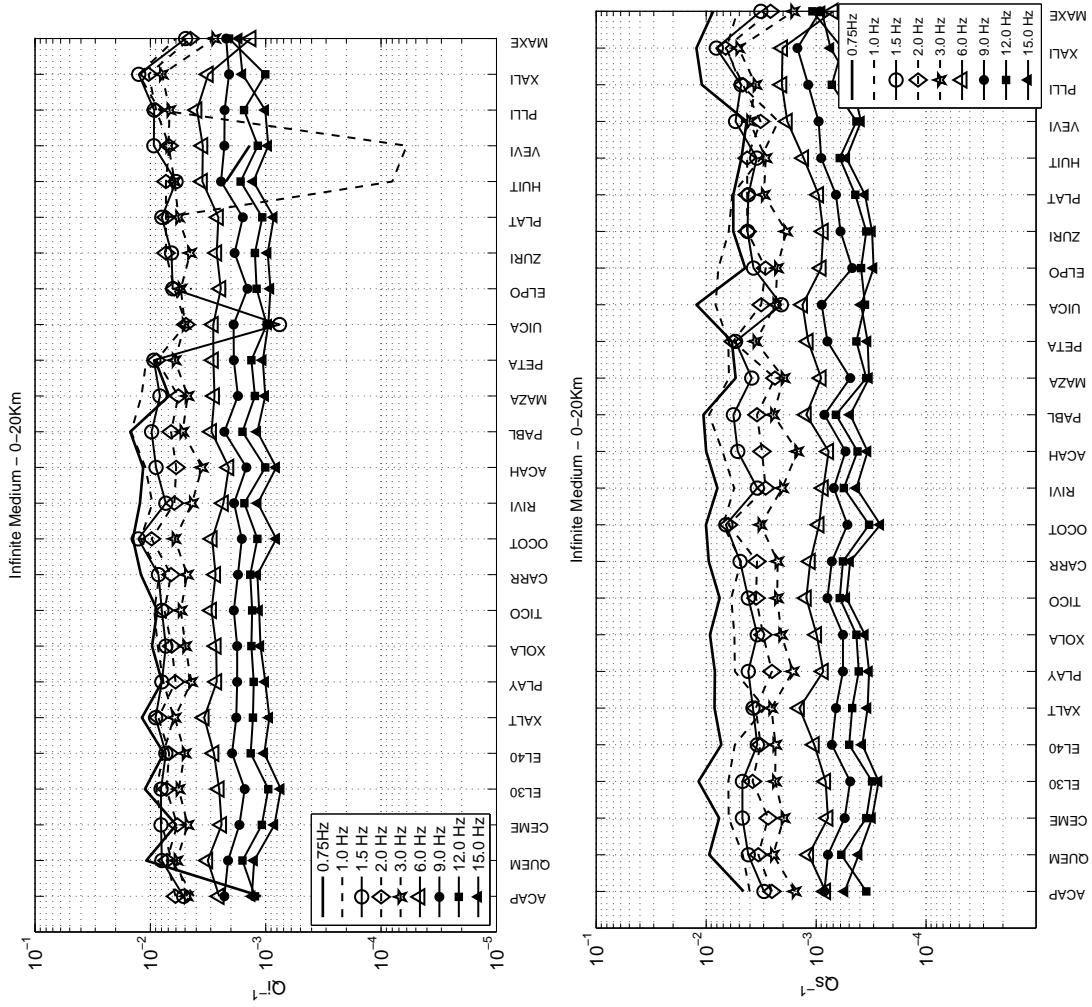 Infinite Medium − 0−20Km
10⁻¹
10⁻²
10⁻³
10⁻⁴
10⁻⁵
Qi⁻¹
ACAP
QUEM
CEME
EL30
EL40
XALT
PLAY
XOLA
TICO
CARR
OCOT
RIVI
ACAH
PABL
MAZA
PETA
UICA
ELPO
ZURI
PLAT
HUIT
VEVI
PLLI
XALI
MAXE
0.75Hz
1.0 Hz
1.5 Hz
2.0 Hz
3.0 Hz
6.0 Hz
9.0 Hz
12.0 Hz
15.0 Hz
Infinite Medium − 0−20Km
10⁻¹
10⁻²
10⁻³
10⁻⁴
Qs⁻¹
ACAP
QUEM
CEME
EL30
EL40
XALT
PLAY
XOLA
TICO
CARR
OCOT
RIVI
ACAH
PABL
MAZA
PETA
UICA
ELPO
ZURI
PLAT
HUIT
VEVI
PLLI
XALI
MAXE
0.75Hz
1.0 Hz
1.5 Hz
2.0 Hz
3.0 Hz
6.0 Hz
9.0 Hz
12.0 Hz
15.0 Hz